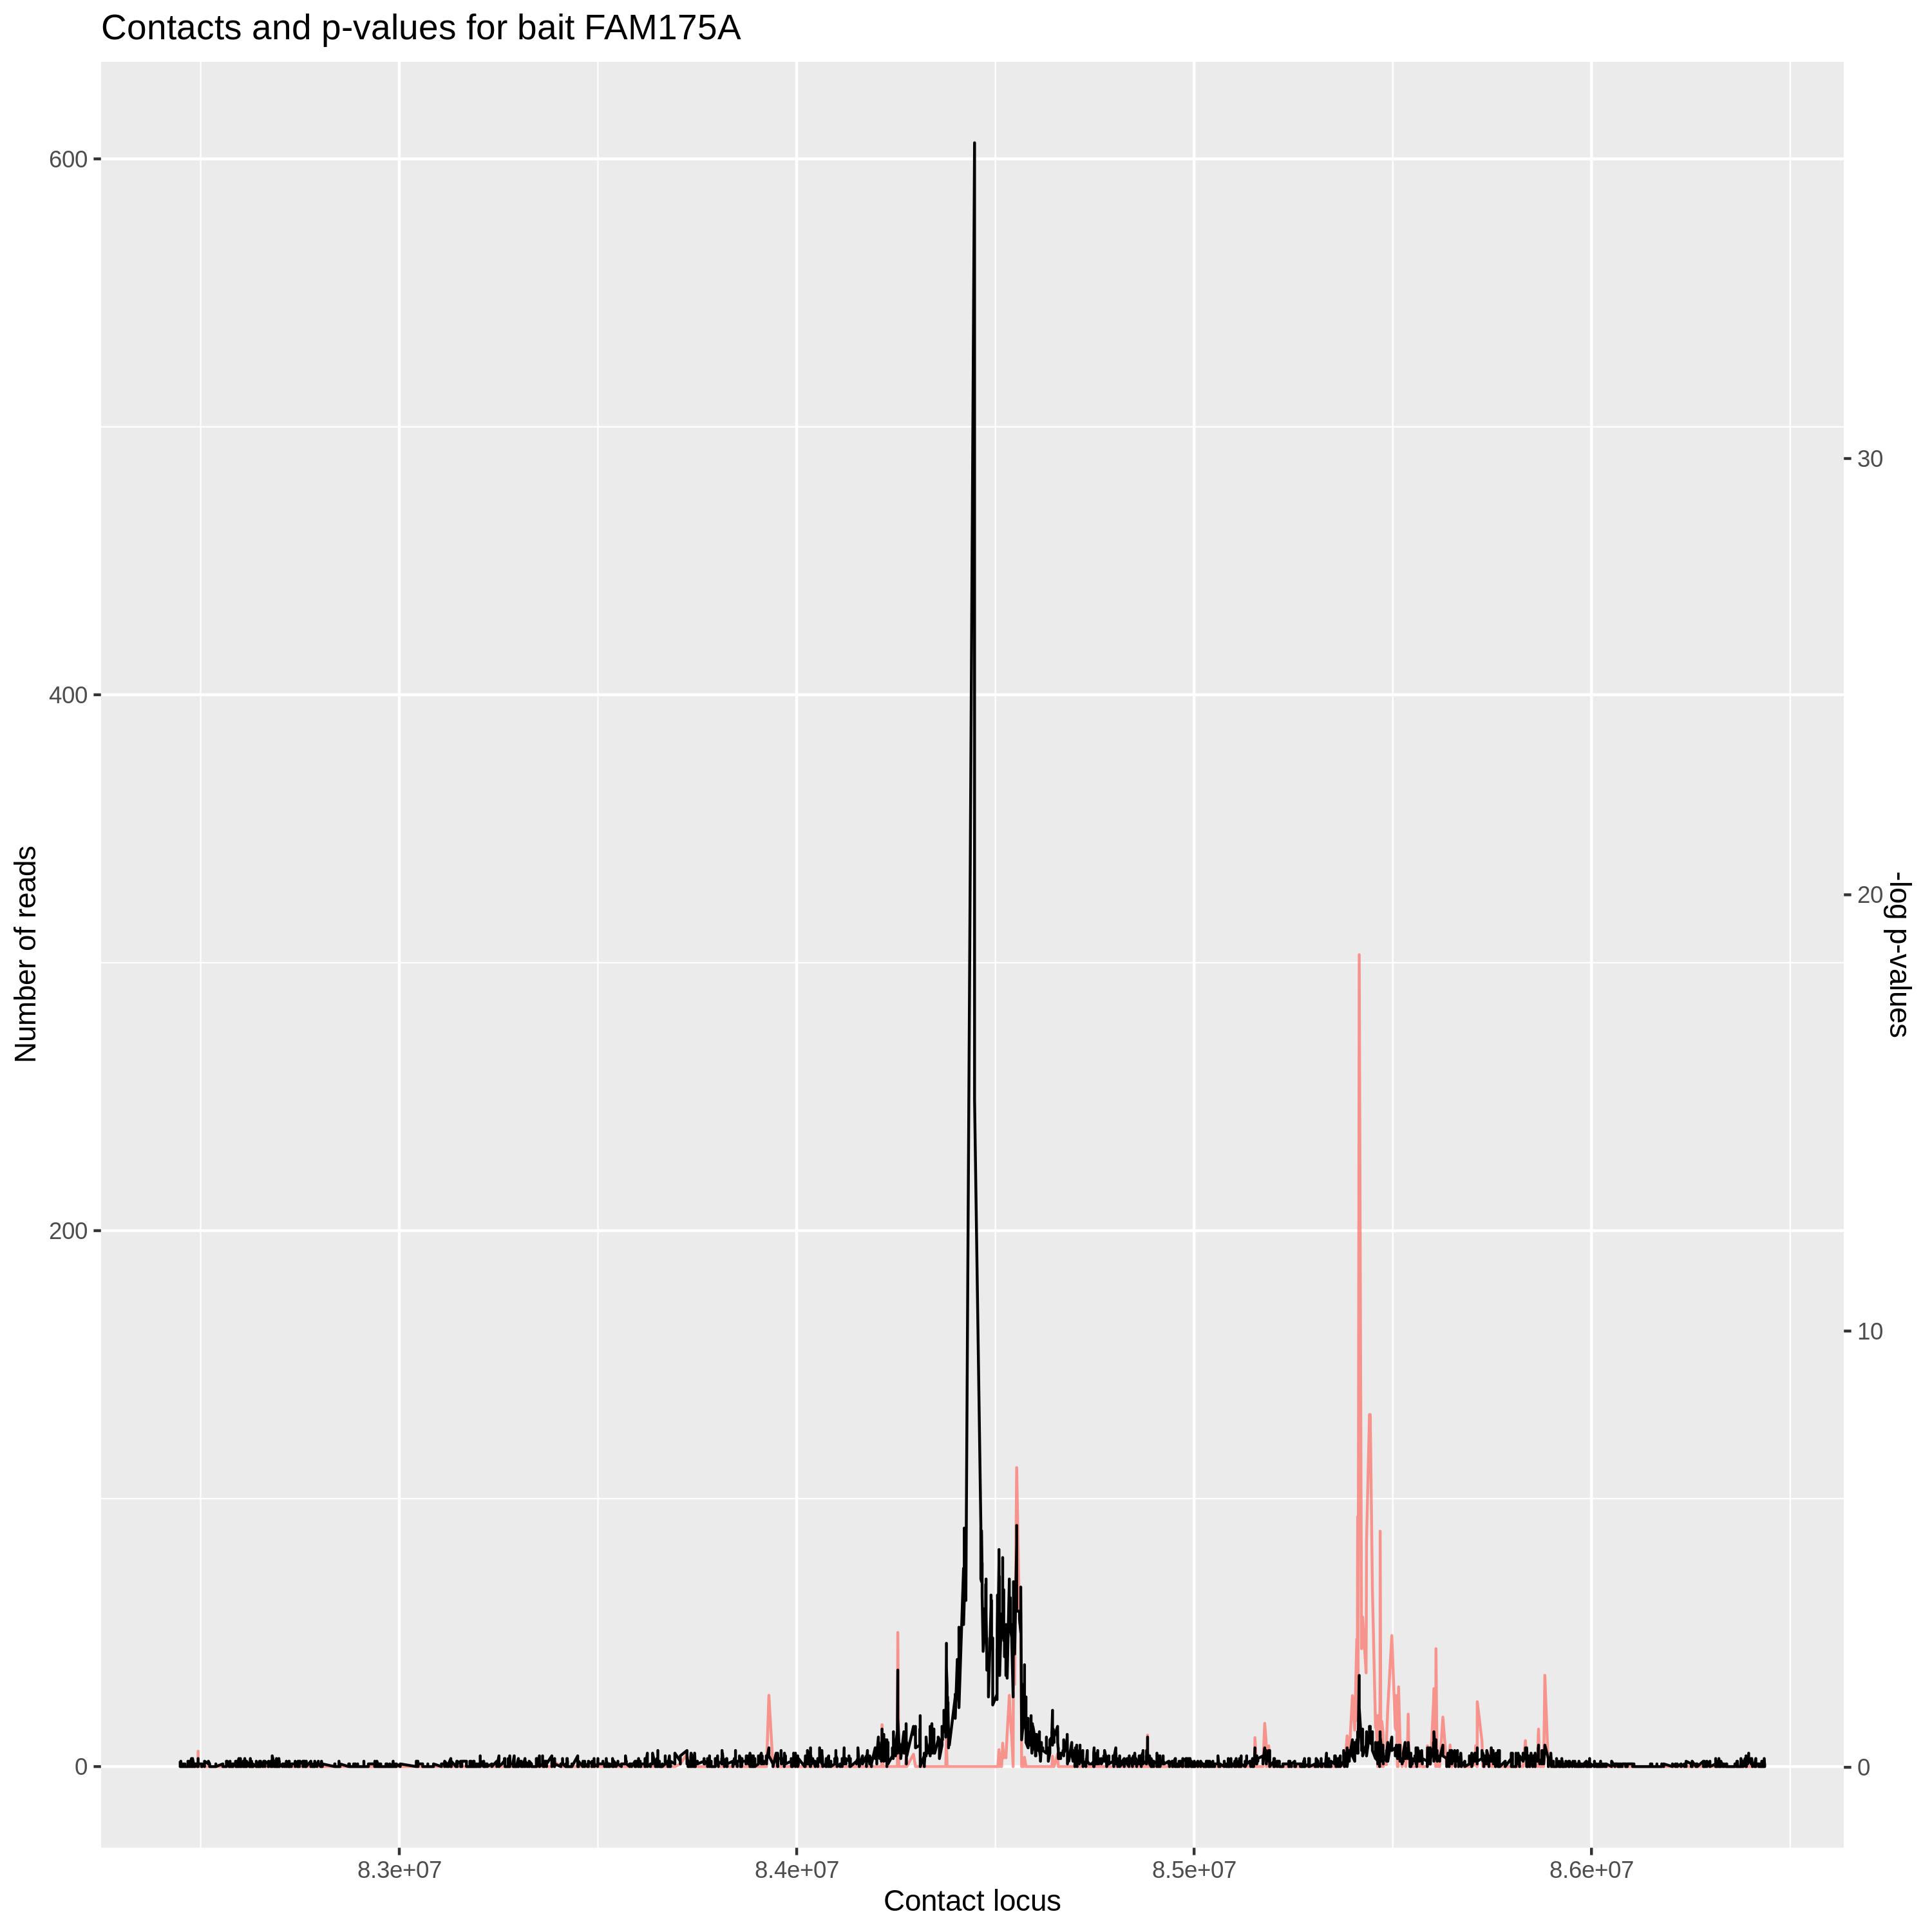 Contacts and p-values for bait FAM175A
600
400
200
0
Number of reads
30
20
10
0
-log p-values
8.3e+07
8.4e+07
8.5e+07
8.6e+07
Contact locus